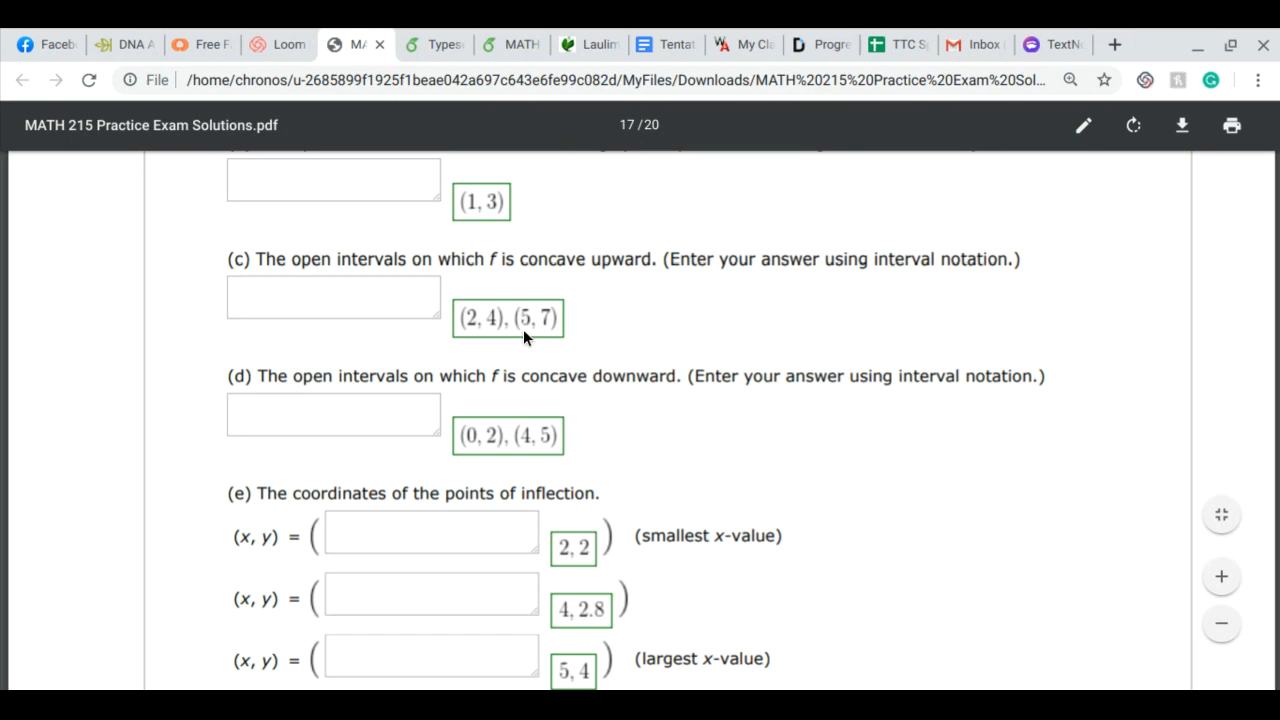 Faceb
DNA A
Free F
Loom
MA
Types
MATH
Laulim
Tentat
My Cla
Progre
TTC S
Inbox (
TextN
File /home/chronos/u-2685899f1925f1beae042a697c643e6fe99c082d/MyFiles/Downloads/MATH%20215%20Practice%20Exam%20Sol...
MATH 215 Practice Exam Solutions.pdf
17 / 20
(1, 3)
(c) The open intervals on which f is concave upward. (Enter your answer using interval notation.)
(2, 4), (5, 7)
(d) The open intervals on which f is concave downward. (Enter your answer using interval notation.)
(0, 2), (4, 5)
(e) The coordinates of the points of inflection.
(x, y) = ( 2, 2 ) (smallest x-value)
(x, y) = ( 4, 2.8 )
(x, y) = ( 5, 4 ) (largest x-value)